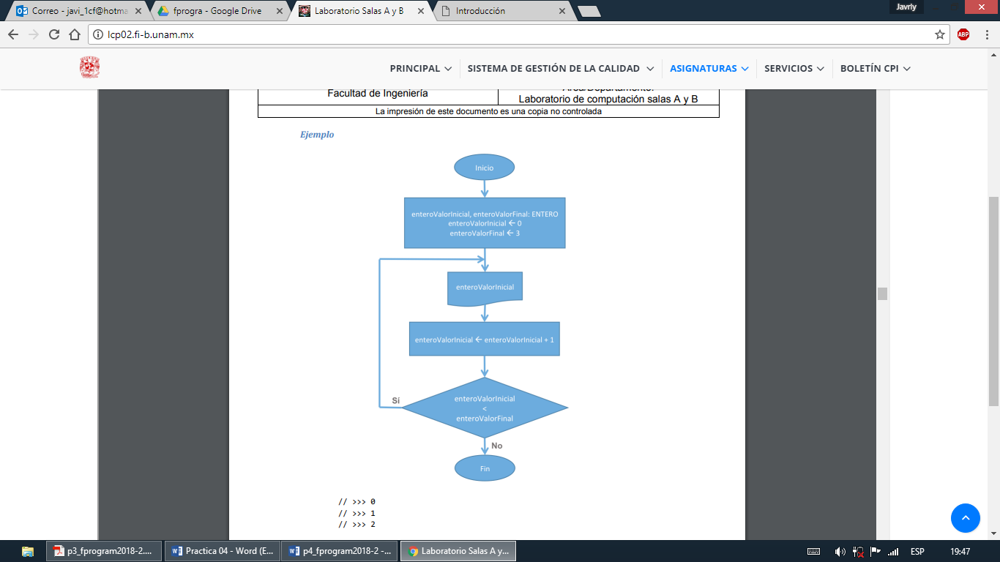 Javrly
Correo - javi_1cf@hotma
fprogra - Google Drive
Laboratorio Salas A y B
Introducción
lcp02.fi-b.unam.mx
ABP
PRINCIPAL
SISTEMA DE GESTIÓN DE LA CALIDAD
ASIGNATURAS
SERVICIOS
BOLETÍN CPI
Facultad de Ingeniería
Área/Departamento:
Laboratorio de computación salas A y B
La impresión de este documento es una copia no controlada
Ejemplo
Inicio
enteroValorInicial, enteroValorFinal: ENTERO
enteroValorInicial ← 0
enteroValorFinal ← 3
enteroValorInicial
enteroValorInicial ← enteroValorInicial + 1
enteroValorInicial
<
enteroValorFinal
Sí
No
Fin
// >>> 0
// >>> 1
// >>> 2
p3_fprogram2018-2....
Practica 04 - Word (E...
p4_fprogram2018-2 -...
Laboratorio Salas A y...
ESP
19:47